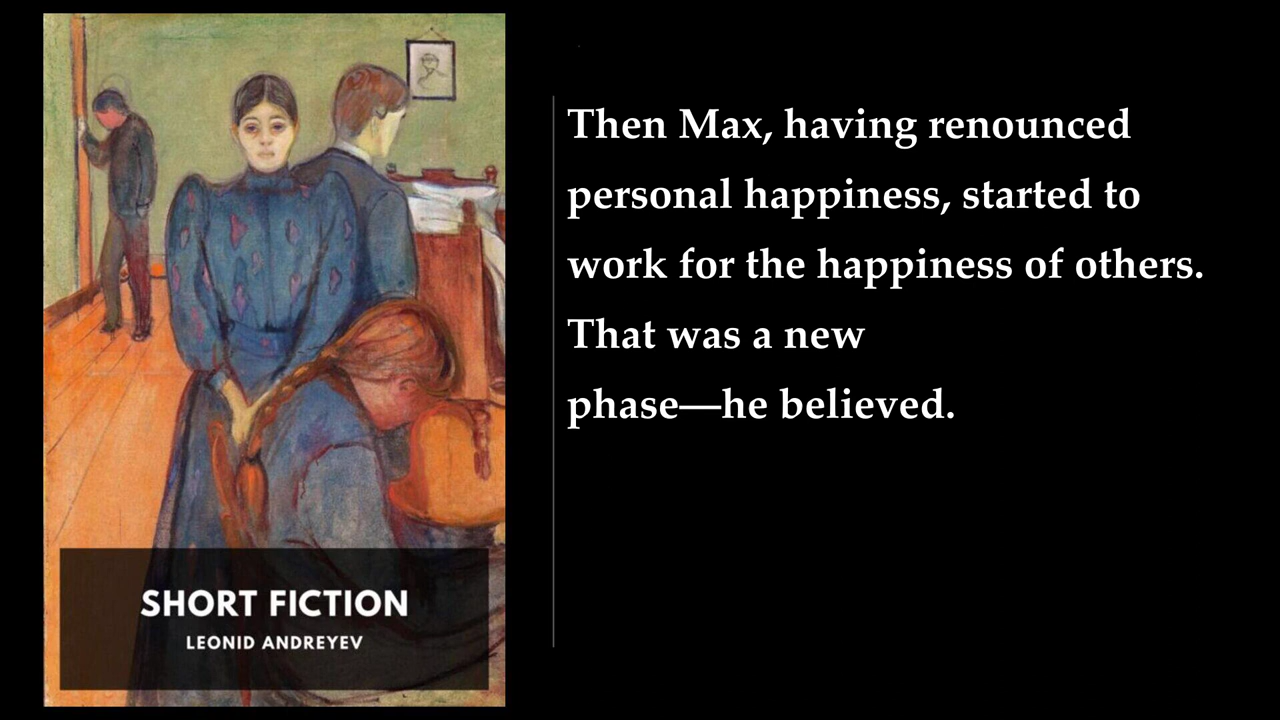 Then Max, having renounced
personal happiness, started to
work for the happiness of others.
That was a new
phase—he believed.
SHORT FICTION
LEONID ANDREYEV